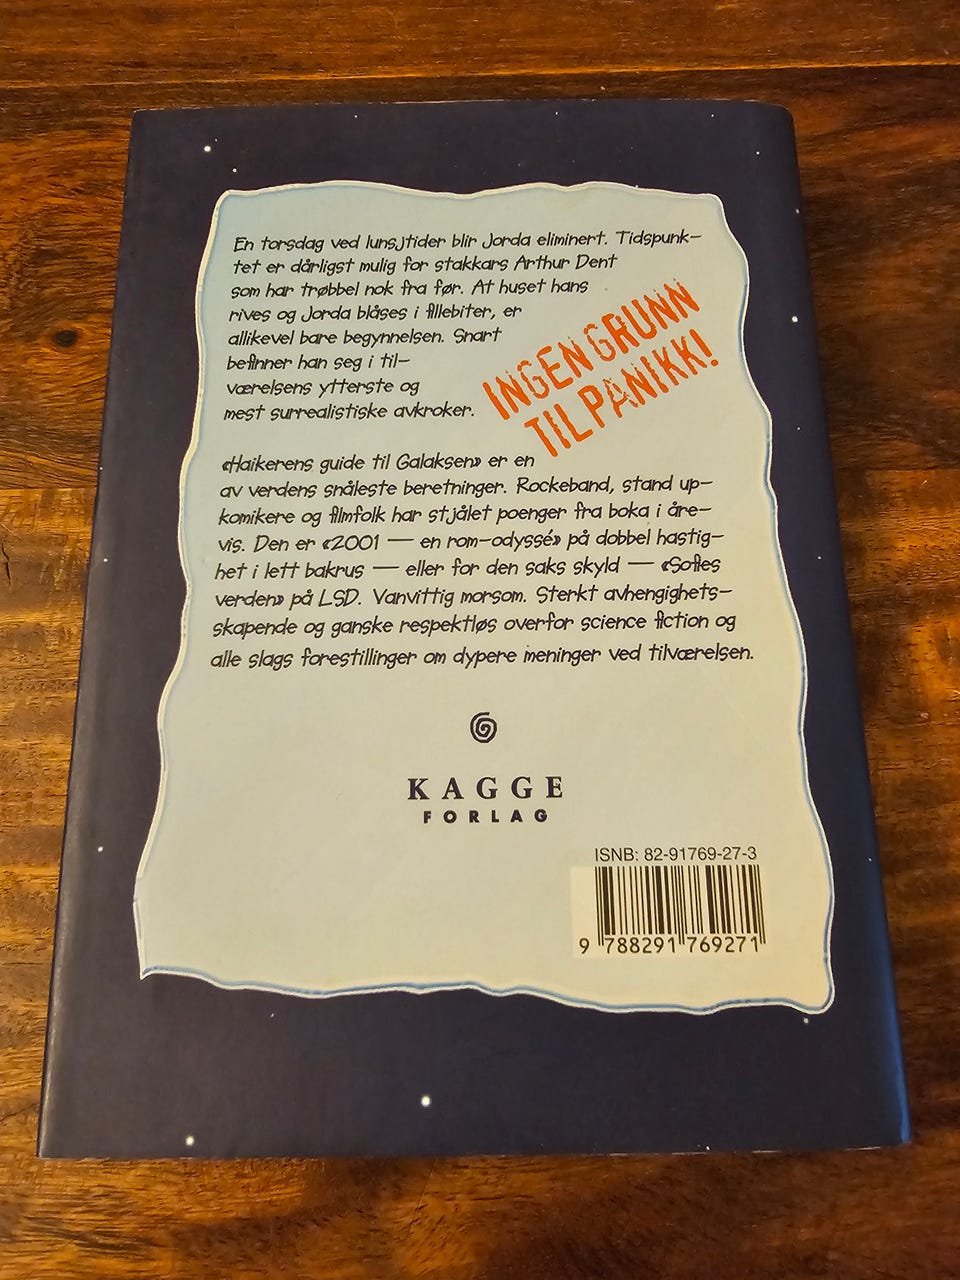 En torsdag ved lunsjtider blir Jorda eliminert. Tidspunk-
tet er dårligst mulig for stakkars Arthur Dent
som har trøbbel nok fra før. At huset hans
rives og Jorda blåses i fillebiter, er
allikevel bare begynnelsen. Snart
befinner han seg i til-
værelsens ytterste og
mest surrealistiske avkroker.
INGEN GRUNN
TIL PANIKK!
«Haikerens guide til Galaksen» er en
av verdens snåleste beretninger. Rockeband, stand up-
komikere og filmfolk har stjålet poenger fra boka i åre-
vis. Den er «2001 — en rom-odyssé» på dobbel hastig-
het i lett bakrus — eller for den saks skyld — «Sofies
verden» på LSD. Vanvittig morsom. Sterkt avhengighets-
skapende og ganske respektløs overfor science fiction og
alle slags forestillinger om dypere meninger ved tilværelsen.
KAGGE
FORLAG
ISNB: 82-91769-27-3
9 788291 769271